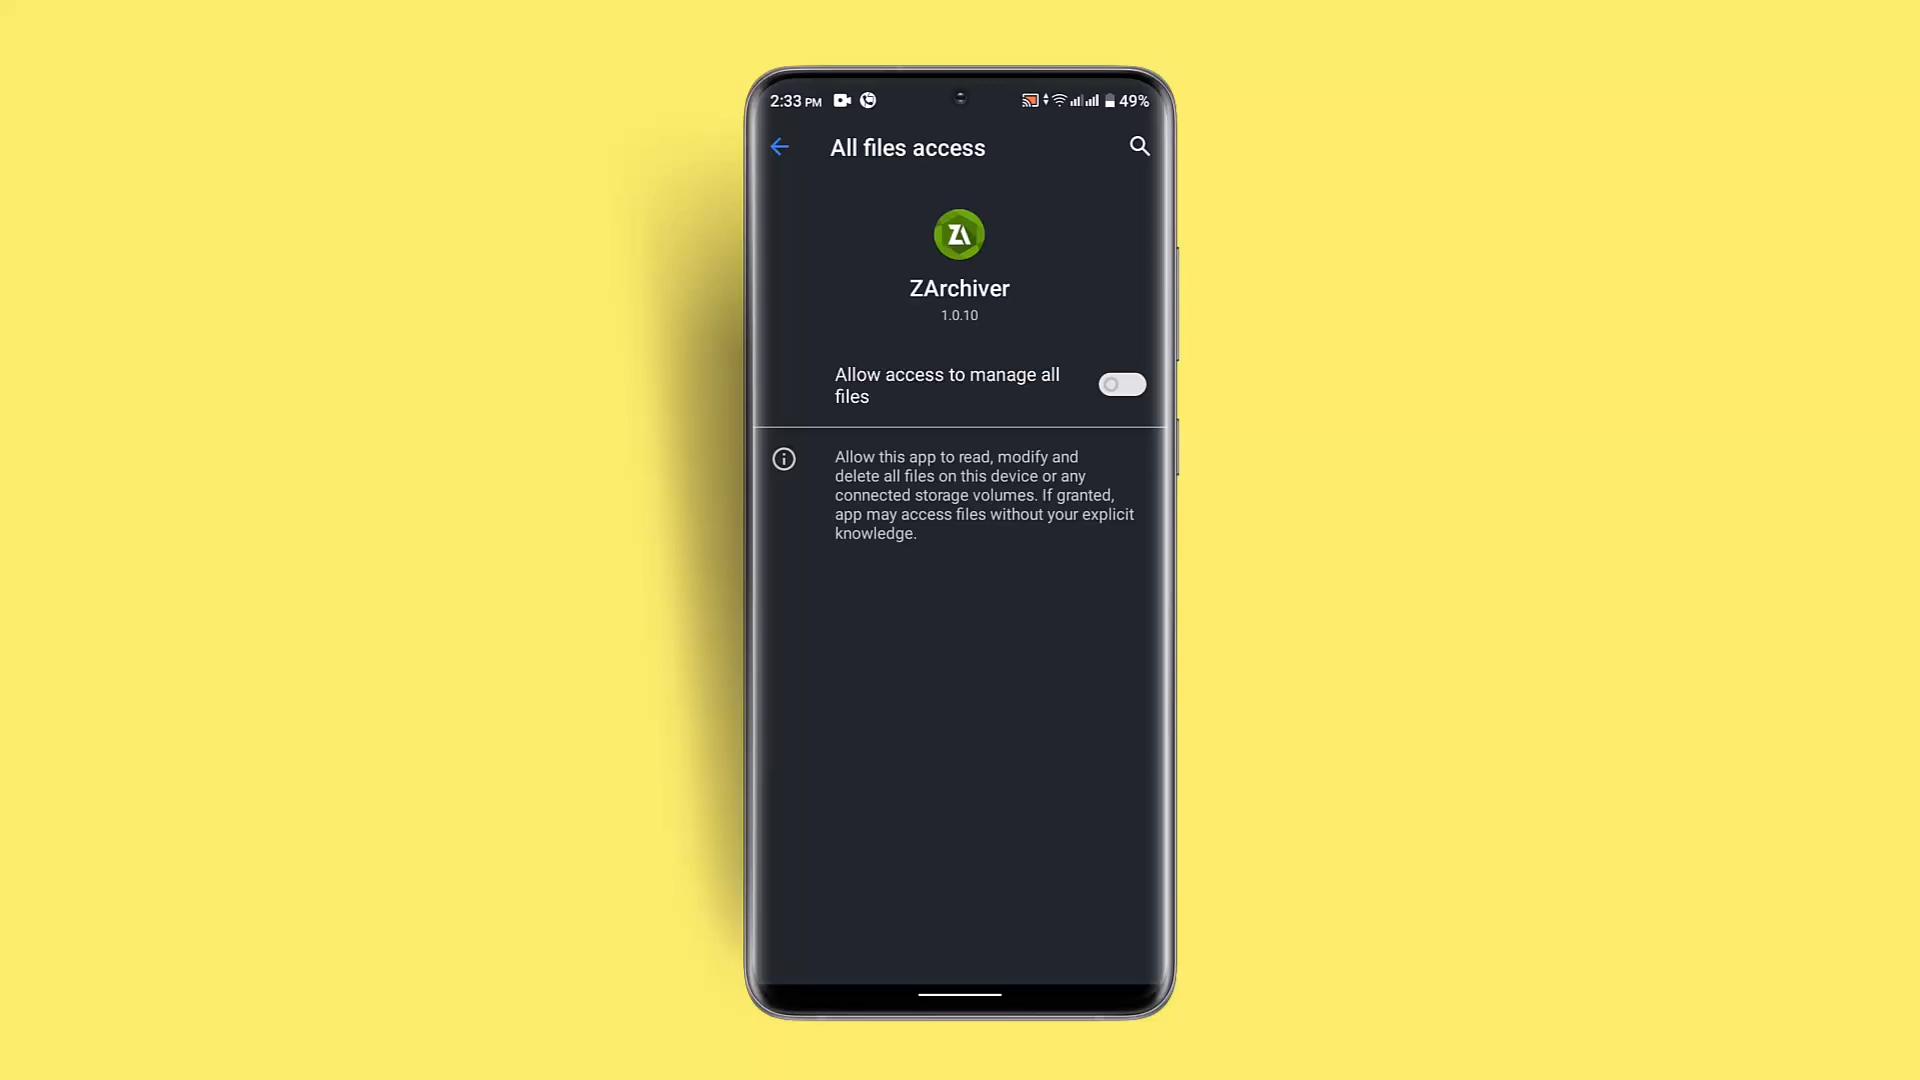 2:33 PM 49%
All files access
ZA
ZArchiver
1.0.10
Allow access to manage all
files
Allow this app to read, modify and
delete all files on this device or any
connected storage volumes. If granted,
app may access files without your explicit
knowledge.